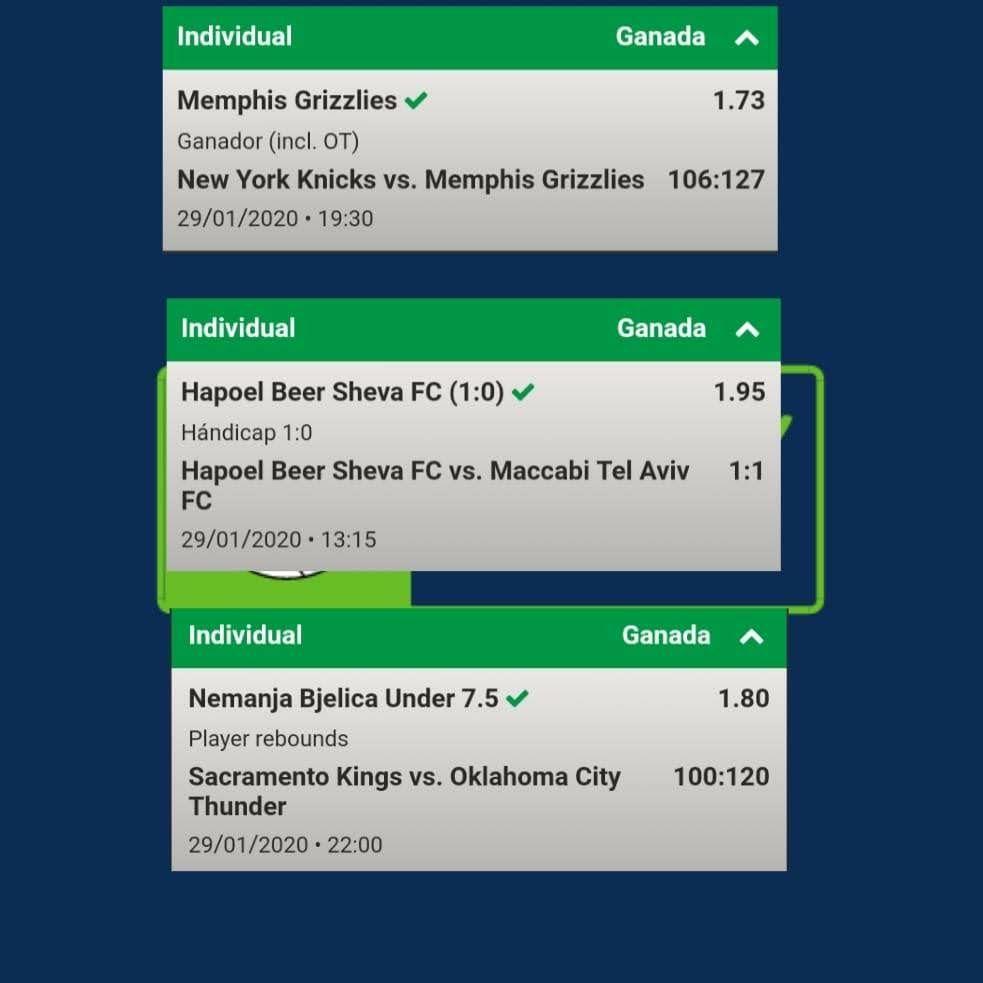 Individual Ganada
Memphis Grizzlies 1.73
Ganador (incl. OT)
New York Knicks vs. Memphis Grizzlies 106:127
29/01/2020 • 19:30
Individual Ganada
Hapoel Beer Sheva FC (1:0) 1.95
Hándicap 1:0
Hapoel Beer Sheva FC vs. Maccabi Tel Aviv 1:1
FC
29/01/2020 • 13:15
Individual Ganada
Nemanja Bjelica Under 7.5 1.80
Player rebounds
Sacramento Kings vs. Oklahoma City 100:120
Thunder
29/01/2020 • 22:00